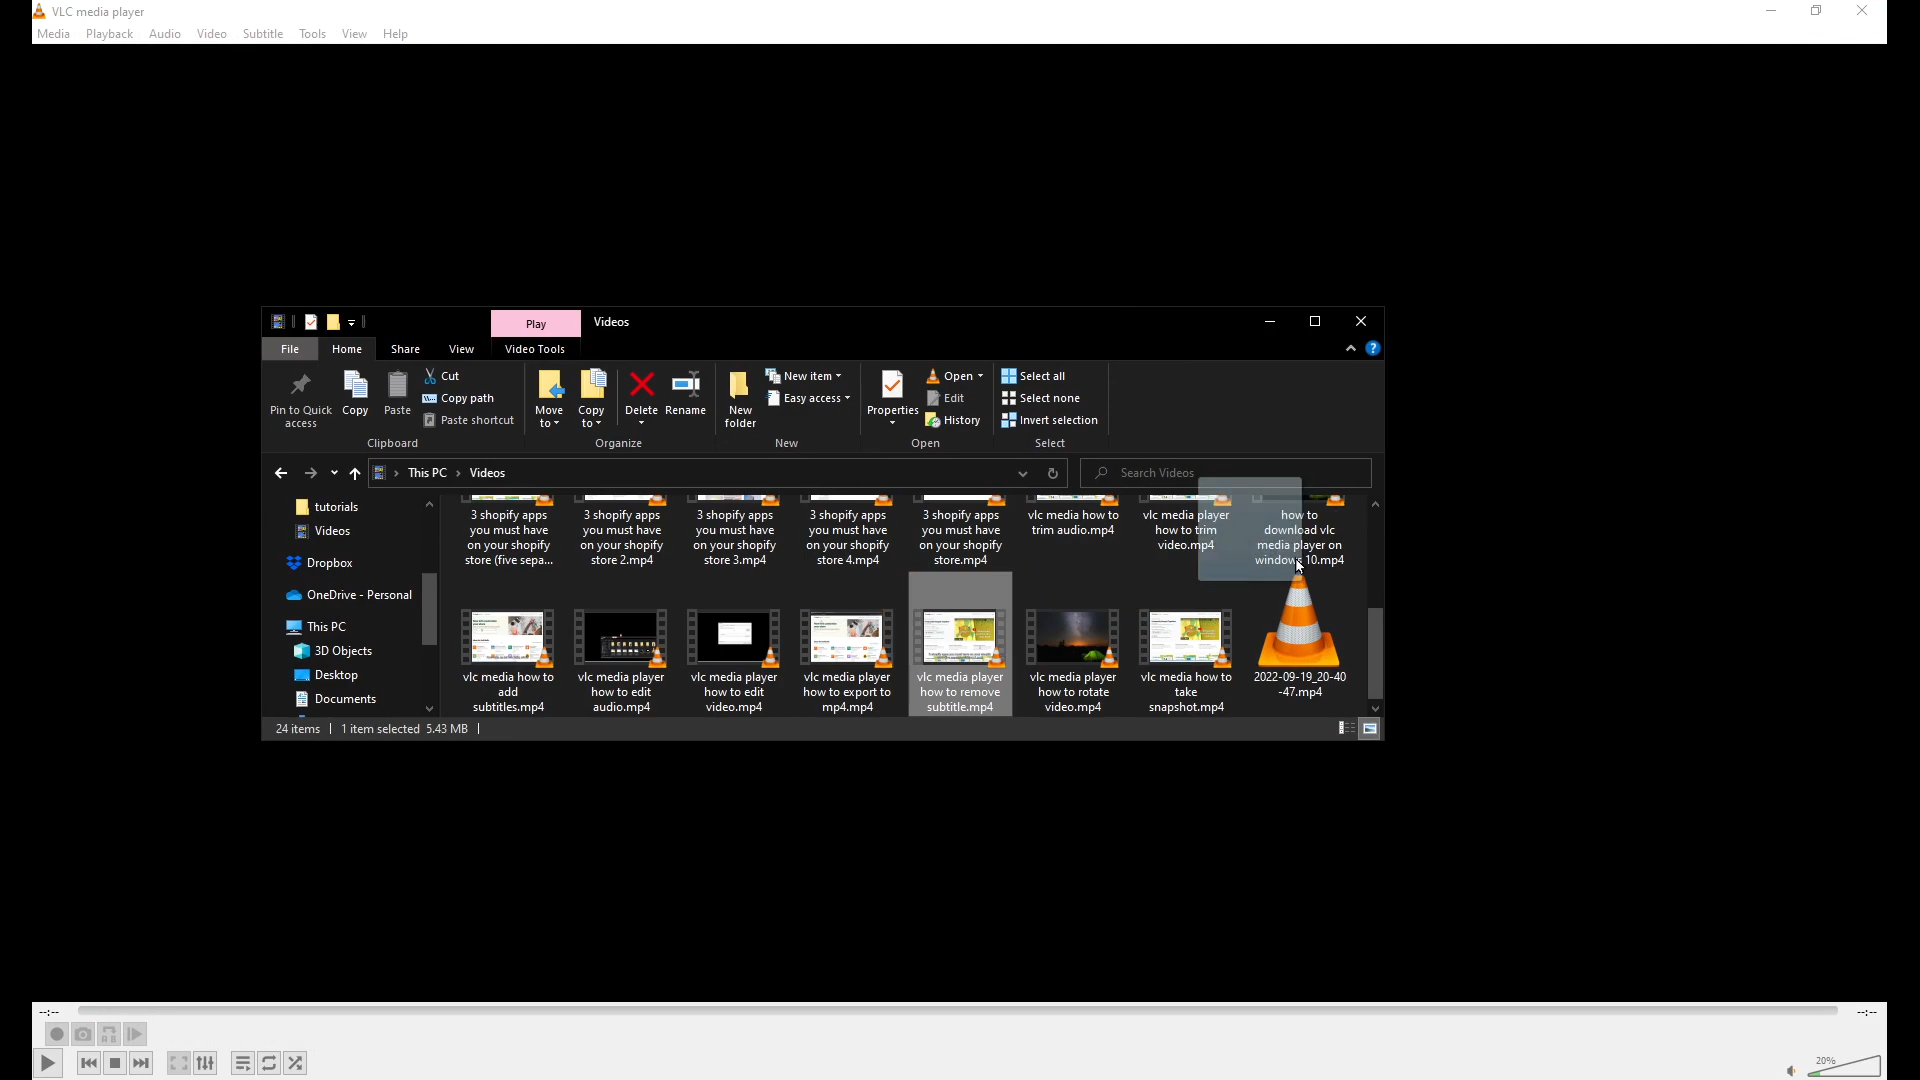 VLC media player
Media Playback Audio Video Subtitle Tools View Help
Play Videos
File Home Share View Video Tools
Pin to Quick access
Copy
Paste
Cut
Copy path
Paste shortcut
Clipboard
Move to
Copy to
Delete
Rename
Organize
New folder
New item
Easy access
New
Properties
Open
Edit
History
Open
Select all
Select none
Invert selection
Select
This PC > Videos
Search Videos
tutorials
Videos
Dropbox
OneDrive - Personal
This PC
3D Objects
Desktop
Documents
3 shopify apps
you must have
on your shopify
store (five sepa...
3 shopify apps
you must have
on your shopify
store 2.mp4
3 shopify apps
you must have
on your shopify
store 3.mp4
3 shopify apps
you must have
on your shopify
store 4.mp4
3 shopify apps
you must have
on your shopify
store.mp4
vlc media how to
trim audio.mp4
vlc media player
how to trim
video.mp4
how to
download vlc
media player on
windows 10.mp4
vlc media how to
add
subtitles.mp4
vlc media player
how to edit
audio.mp4
vlc media player
how to edit
video.mp4
vlc media player
how to export to
mp4.mp4
vlc media player
how to remove
subtitle.mp4
vlc media player
how to rotate
video.mp4
vlc media how to
take
snapshot.mp4
2022-09-19_20-40
-47.mp4
24 items 1 item selected 5.43 MB
--:-- --:--
20%